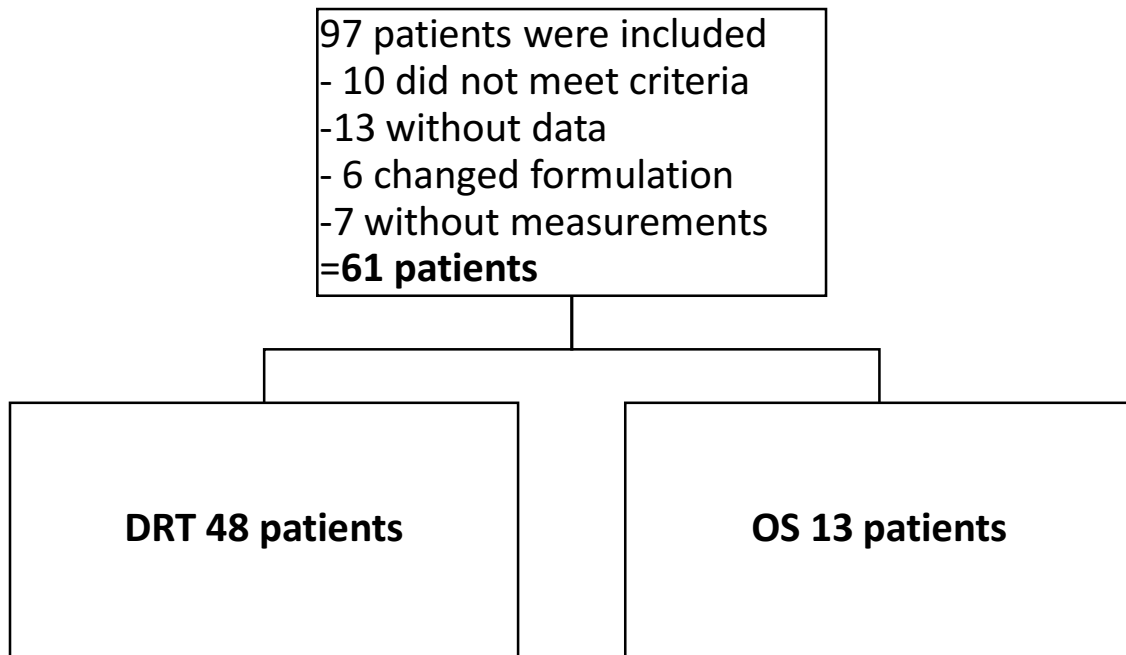 97 patients were included
- 10 did not meet criteria
-13 without data
- 6 changed formulation
-7 without measurements
=61 patients
DRT 48 patients
OS 13 patients